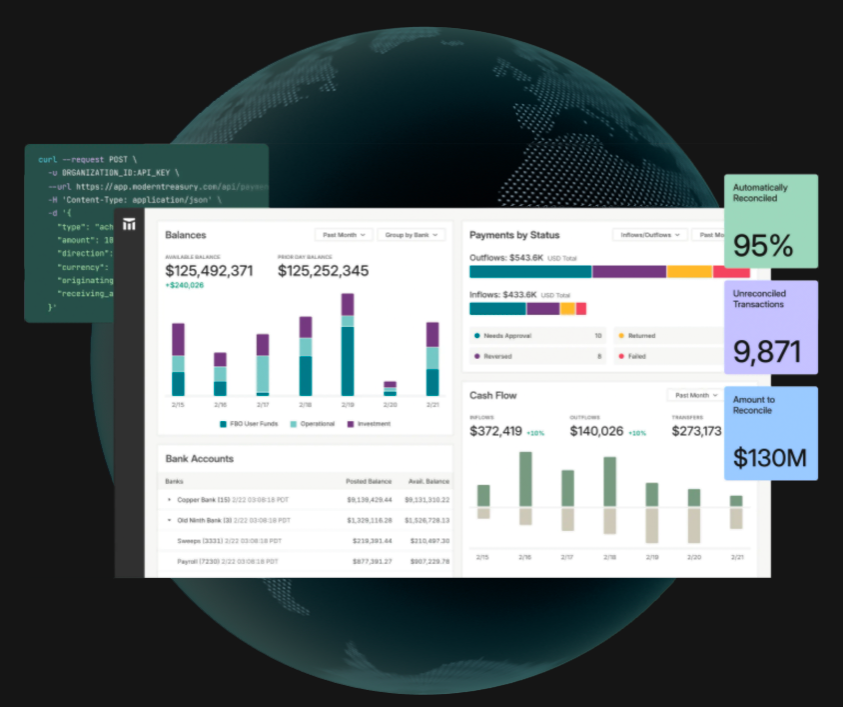 curl --request POST \
-u ORGANIZATION_ID:API_KEY \
--url https://app.moderntreasury.com/api/paymen
-H 'Content-Type: application/json' \
-d '{
"type": "ach
"amount": 18
"direction":
"currency":
"originating
"receiving_a
}'
Balances
Past Month
Group by Bank
AVAILABLE BALANCE
PRIOR DAY BALANCE
$125,492,371
$125,252,345
+$240,026
2/15
2/16
2/17
2/18
2/19
2/20
2/21
FBO User Funds
Operational
Investment
Bank Accounts
Banks
Posted Balance
Avail. Balance
Copper Bank (15) 2/22 03:08:18 PDT
$9,138,429.44
$9,131,310.22
Old Ninth Bank (3) 2/22 03:08:18 PDT
$1,329,116.28
$1,526,728.13
Sweeps (3331) 2/22 03:08:18 PDT
$219,391.44
$210,497.30
Payroll (7230) 2/22 03:08:18 PDT
$877,391.27
$907,229.76
Payments by Status
Inflows/Outflows
Past Mo
Outflows: $543.6K USD Total
Inflows: $433.6K USD Total
Needs Approval
10
Returned
Reversed
8
Failed
Cash Flow
Past Month
INFLOWS
OUTFLOWS
TRANSFERS
$372,419 +10%
$140,026 +10%
$273,173
2/15
2/16
2/17
2/18
2/19
2/20
2/21
Automatically
Reconciled
95%
Unreconciled
Transactions
9,871
Amount to
Reconcile
$130M